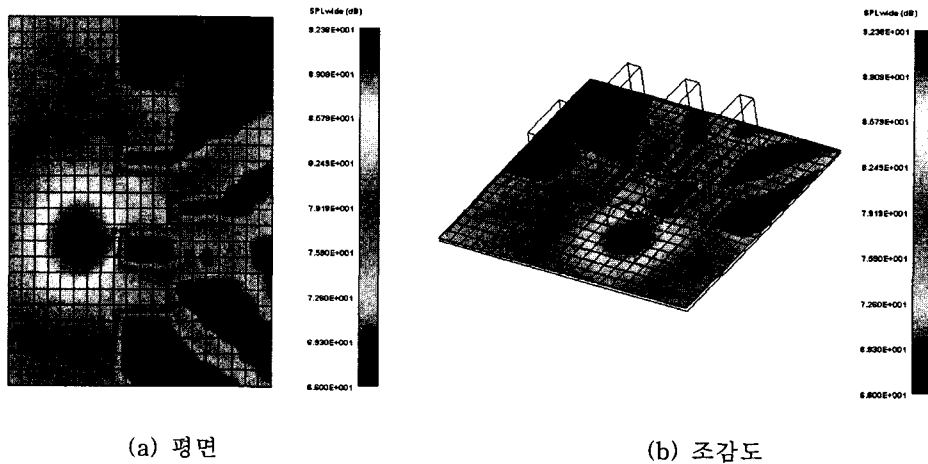 SPLwide (dB)
9.238E+001
8.909E+001
8.579E+001
8.249E+001
7.919E+001
7.590E+001
7.260E+001
6.930E+001
6.600E+001
(a) 평면
SPLwide (dB)
9.238E+001
8.909E+001
8.579E+001
8.249E+001
7.919E+001
7.590E+001
7.260E+001
6.930E+001
6.600E+001
(b) 조감도